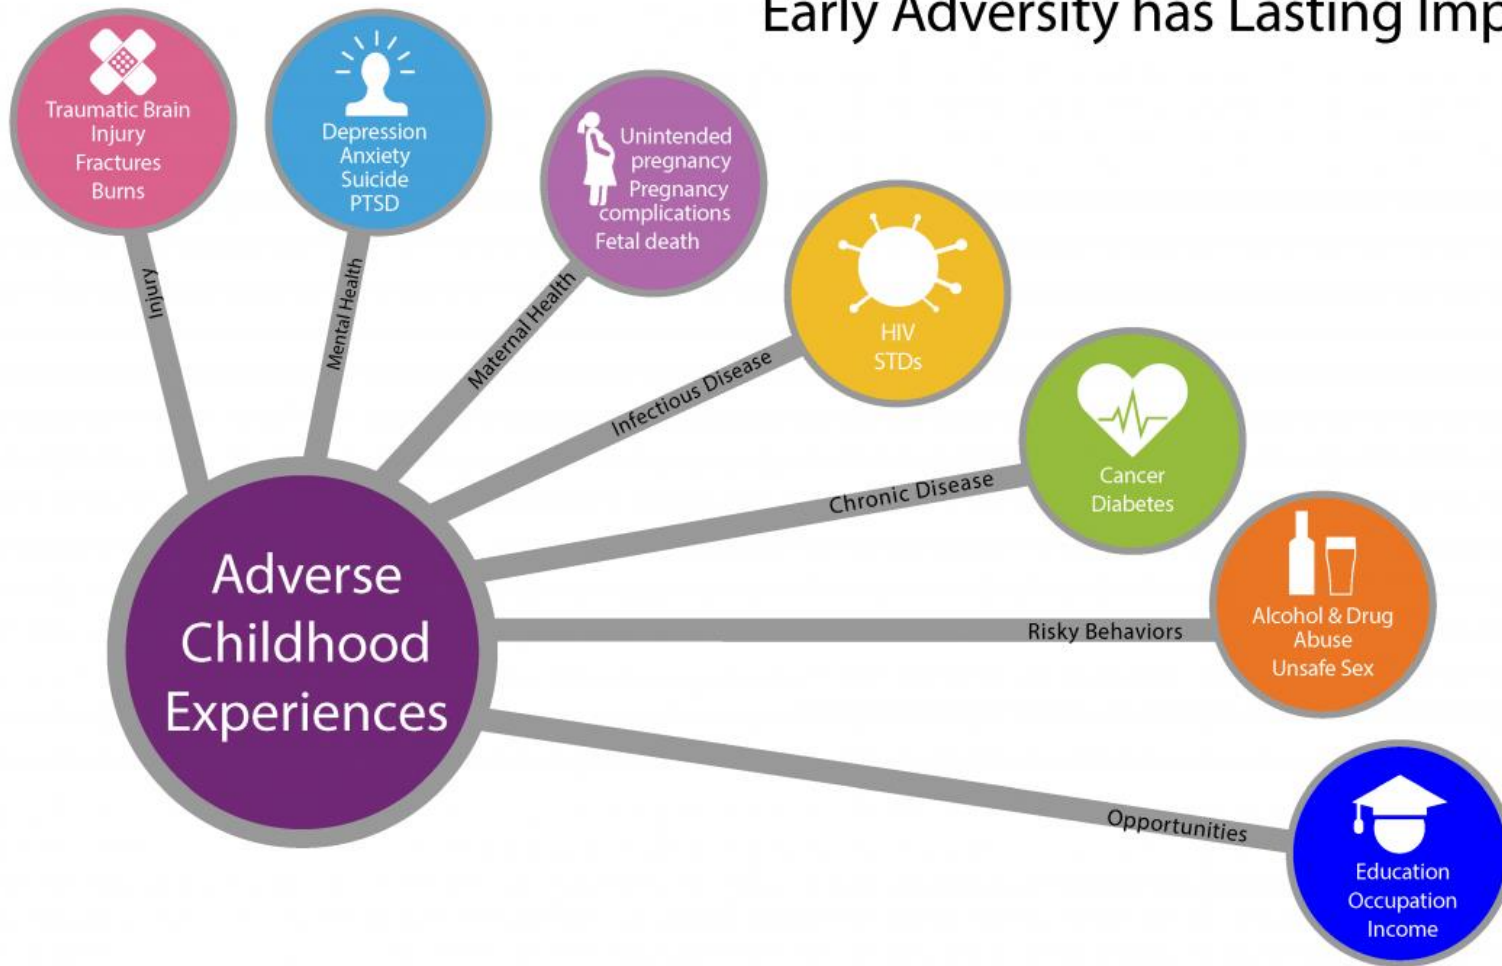 Early Adversity has Lasting Imp
Traumatic Brain
Injury
Fractures
Burns
Injury
Depression
Anxiety
Suicide
PTSD
Mental Health
Unintended
pregnancy
Pregnancy
complications
Fetal death
Maternal Health
HIV
STDs
Infectious Disease
Cancer
Diabetes
Chronic Disease
Alcohol & Drug
Abuse
Unsafe Sex
Risky Behaviors
Education
Occupation
Income
Opportunities
Adverse
Childhood
Experiences